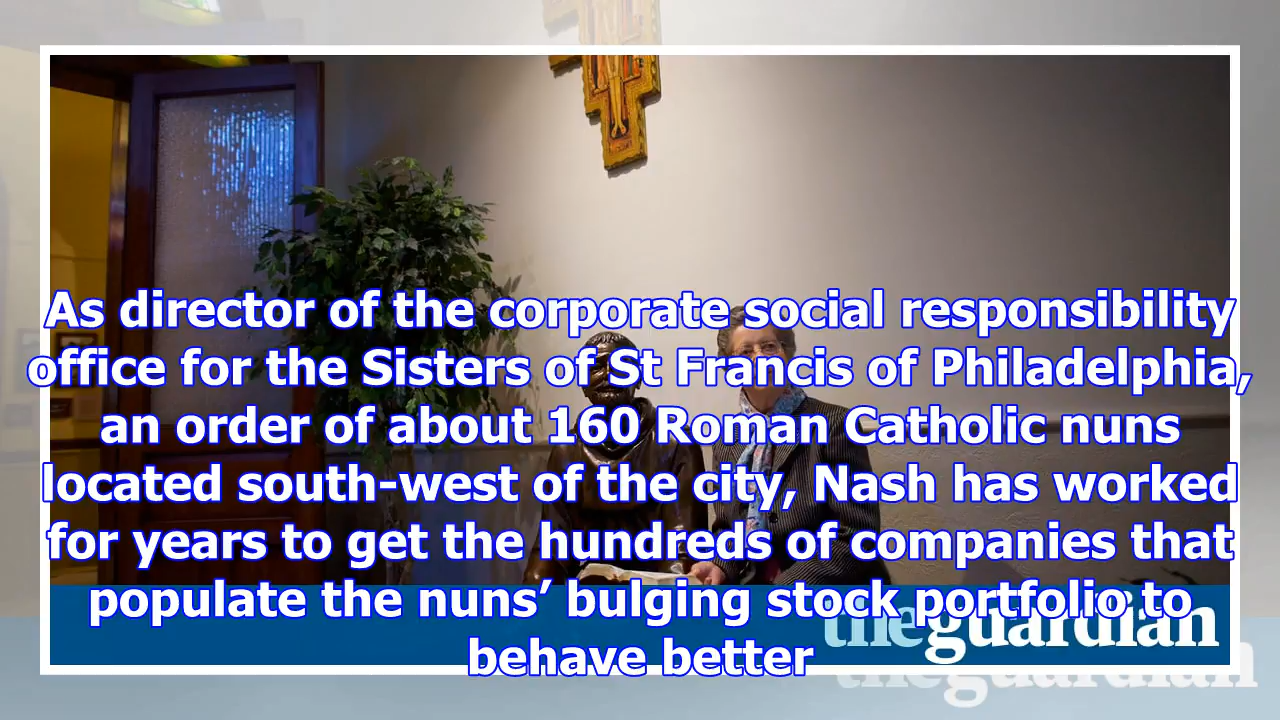 As director of the corporate social responsibility
office for the Sisters of St Francis of Philadelphia,
an order of about 160 Roman Catholic nuns
located south-west of the city, Nash has worked
for years to get the hundreds of companies that
populate the nuns’ bulging stock portfolio to
behave better
theguardian
theguardian